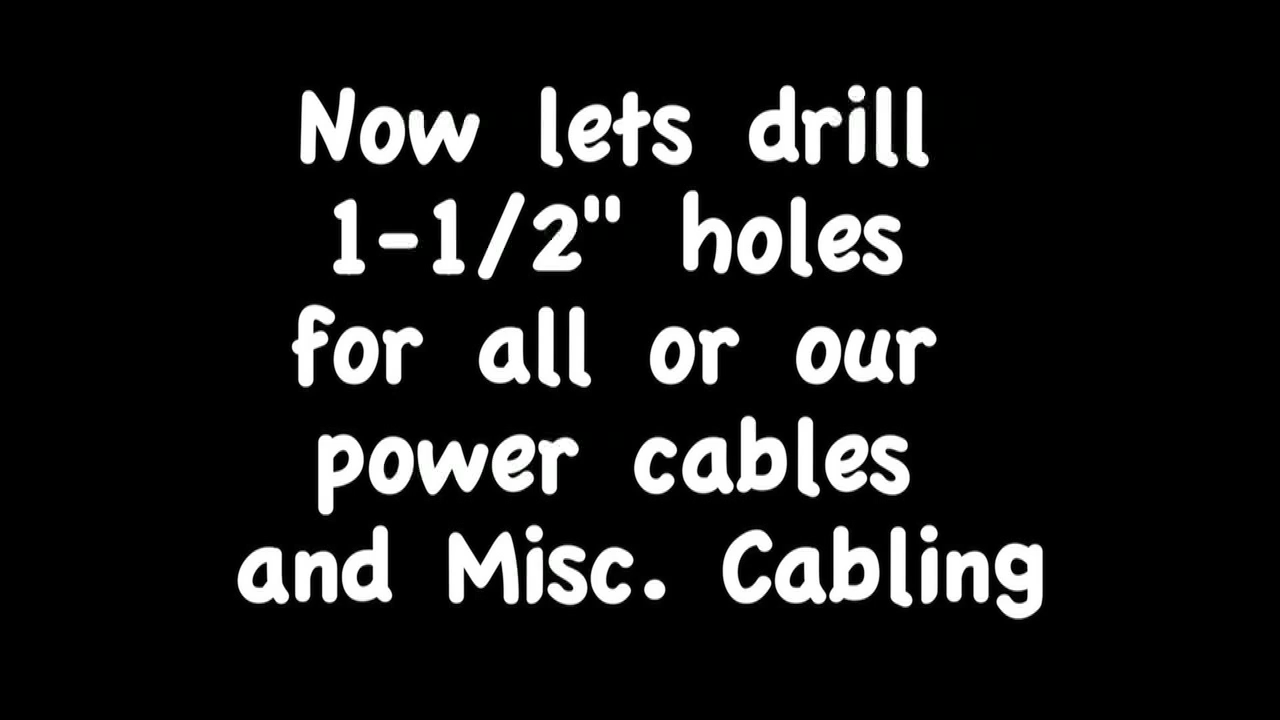 Now lets drill
1-1/2" holes
for all or our
power cables
and Misc. Cabling